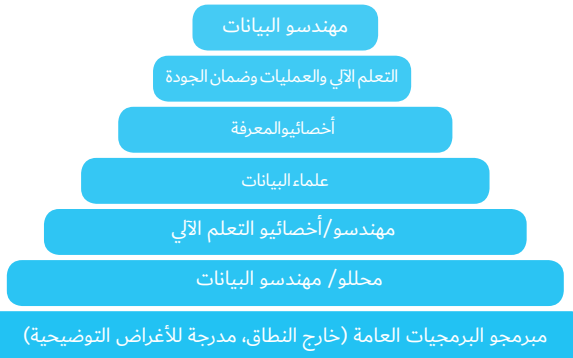 مهندسو البيانات
التعلم الآلي والعمليات وضمان الجودة
أخصائيوالمعرفة
علماء البيانات
مهندسو/أخصائيو التعلم الآلي
محللو/ مهندسو البيانات
مبرمجو البرمجيات العامة (خارج النطاق، مدرجة للأغراض التوضيحية)